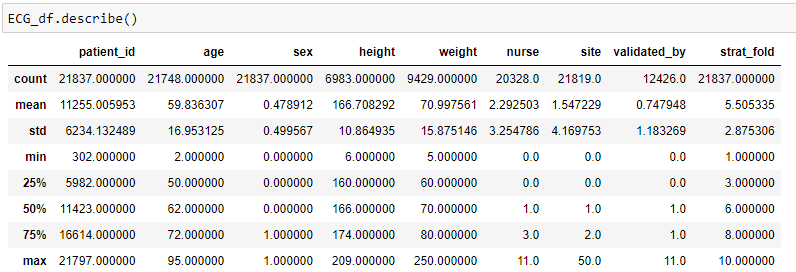 ECG_df.describe()
patient_id age sex height weight nurse site validated_by strat_fold
count 21837.000000 21748.000000 21837.000000 6983.000000 9429.000000 20328.0 21819.0 12426.0 21837.000000
mean 11255.005953 59.836307 0.478912 166.708292 70.997561 2.292503 1.547229 0.747948 5.505335
std 6234.132489 16.953125 0.499567 10.864935 15.875146 3.254786 4.169753 1.183269 2.875306
min 302.000000 2.000000 0.000000 6.000000 5.000000 0.0 0.0 0.0 1.000000
25% 5982.000000 50.000000 0.000000 160.000000 60.000000 0.0 0.0 0.0 3.000000
50% 11423.000000 62.000000 0.000000 166.000000 70.000000 1.0 1.0 1.0 6.000000
75% 16614.000000 72.000000 1.000000 174.000000 80.000000 3.0 2.0 1.0 8.000000
max 21797.000000 95.000000 1.000000 209.000000 250.000000 11.0 50.0 11.0 10.000000